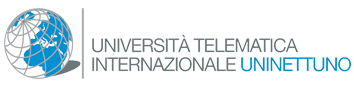 UNIVERSITÀ TELEMATICA
INTERNAZIONALE UNINETTUNO